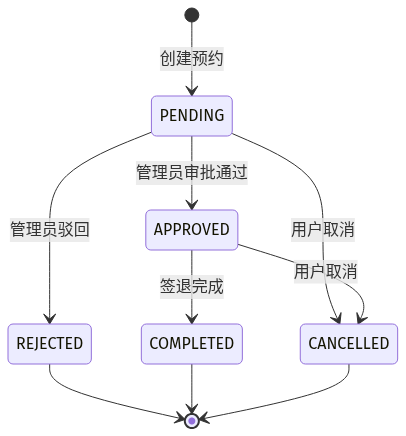 创建预约
PENDING
管理员审批通过
管理员驳回
用户取消
APPROVED
用户取消
签退完成
REJECTED
COMPLETED
CANCELLED